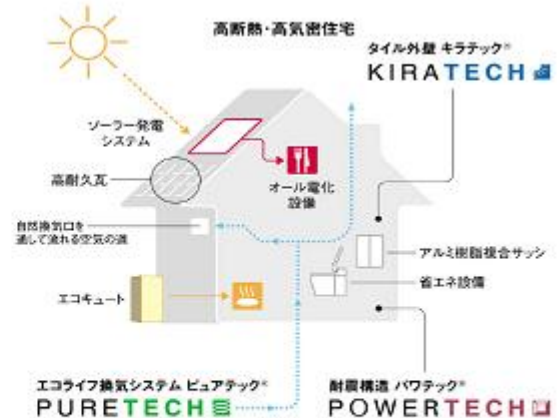 高断熱・高気密住宅
タイル外壁 キラテック®
KIRATECH
ソーラー発電
システム
高耐久瓦
オール電化
設備
自然換気口を
通して流れる空気の道
アルミ樹脂複合サッシ
省エネ設備
エコキュート
エコライフ換気システム ピュアテック®
PURETECH
耐震構造 パワテック®
POWERTECH